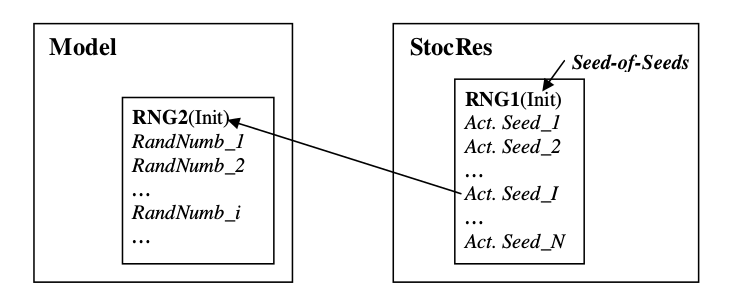 Model
RNG2(Init)
RandNumb_1
RandNumb_2
...
RandNumb_i
...
StocRes
Seed-of-Seeds
RNG1(Init)
Act. Seed_1
Act. Seed_2
...
Act. Seed_I
...
Act. Seed_N